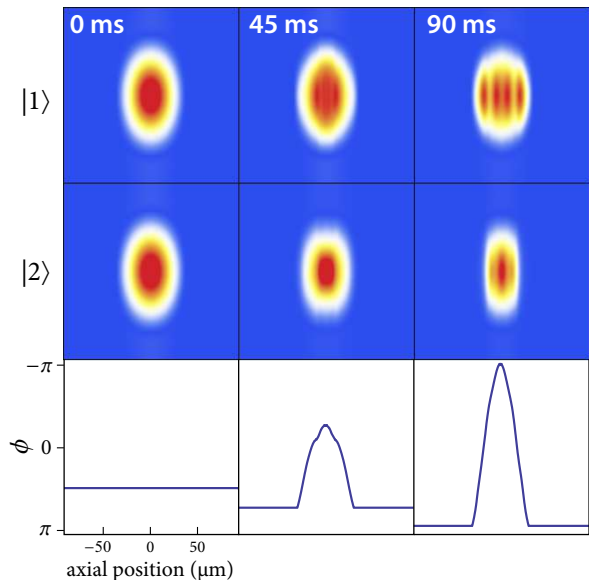 0 ms 45 ms 90 ms
|1⟩
|2⟩
−π
0
π
ϕ
−50 0 50
axial position (μm)